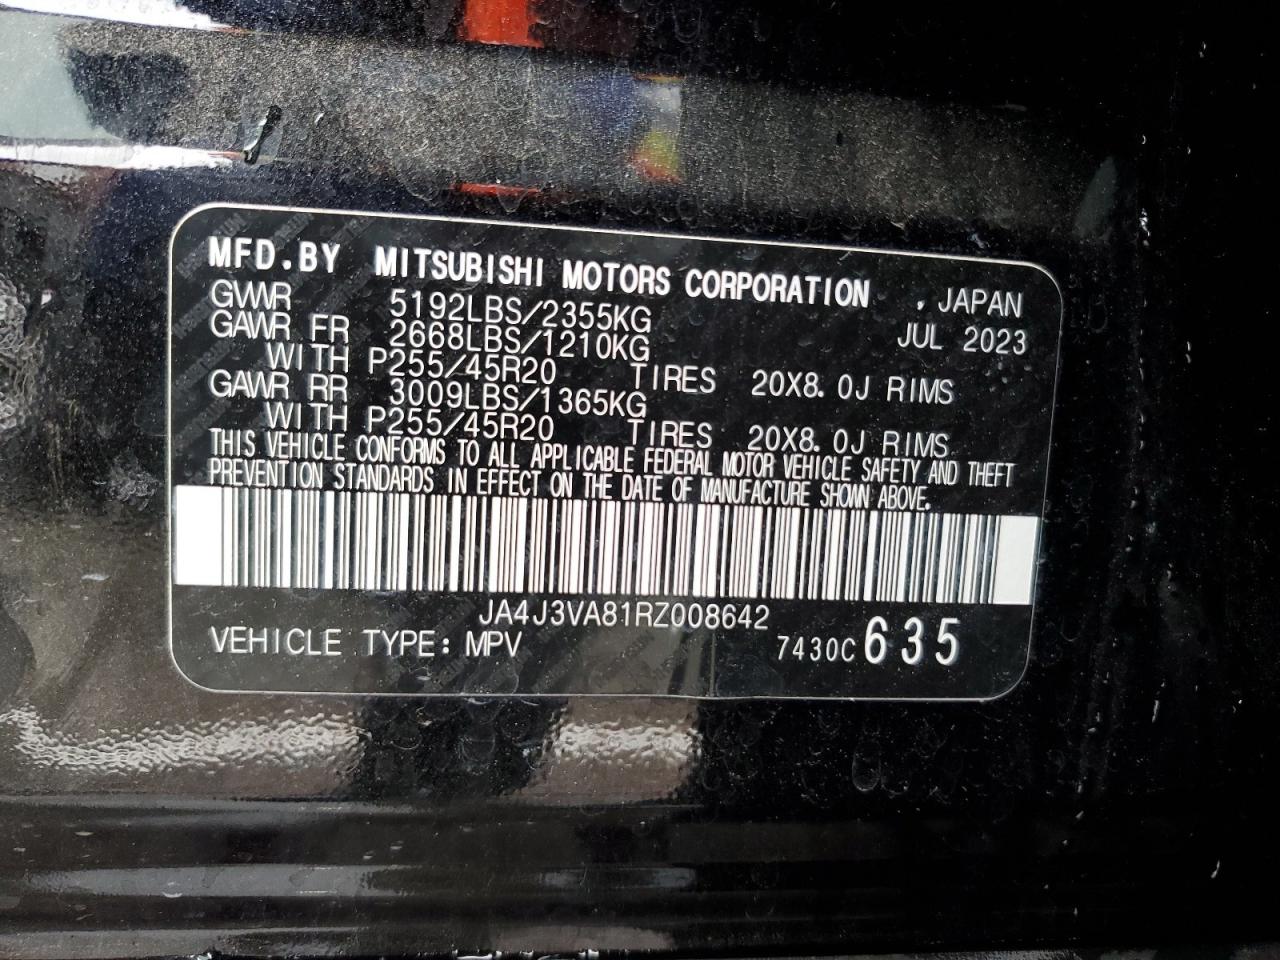 MFD.BY MITSUBISHI MOTORS CORPORATION , JAPAN
GVWR 5192LBS/2355KG JUL 2023
GAWR FR 2668LBS/1210KG
WITH P255/45R20 TIRES 20X8.0J RIMS
GAWR RR 3009LBS/1365KG
WITH P255/45R20 TIRES 20X8.0J RIMS
THIS VEHICLE CONFORMS TO ALL APPLICABLE FEDERAL MOTOR VEHICLE SAFETY AND THEFT
PREVENTION STANDARDS IN EFFECT ON THE DATE OF MANUFACTURE SHOWN ABOVE.
JA4J3VA81RZ008642
VEHICLE TYPE: MPV 7430C 635